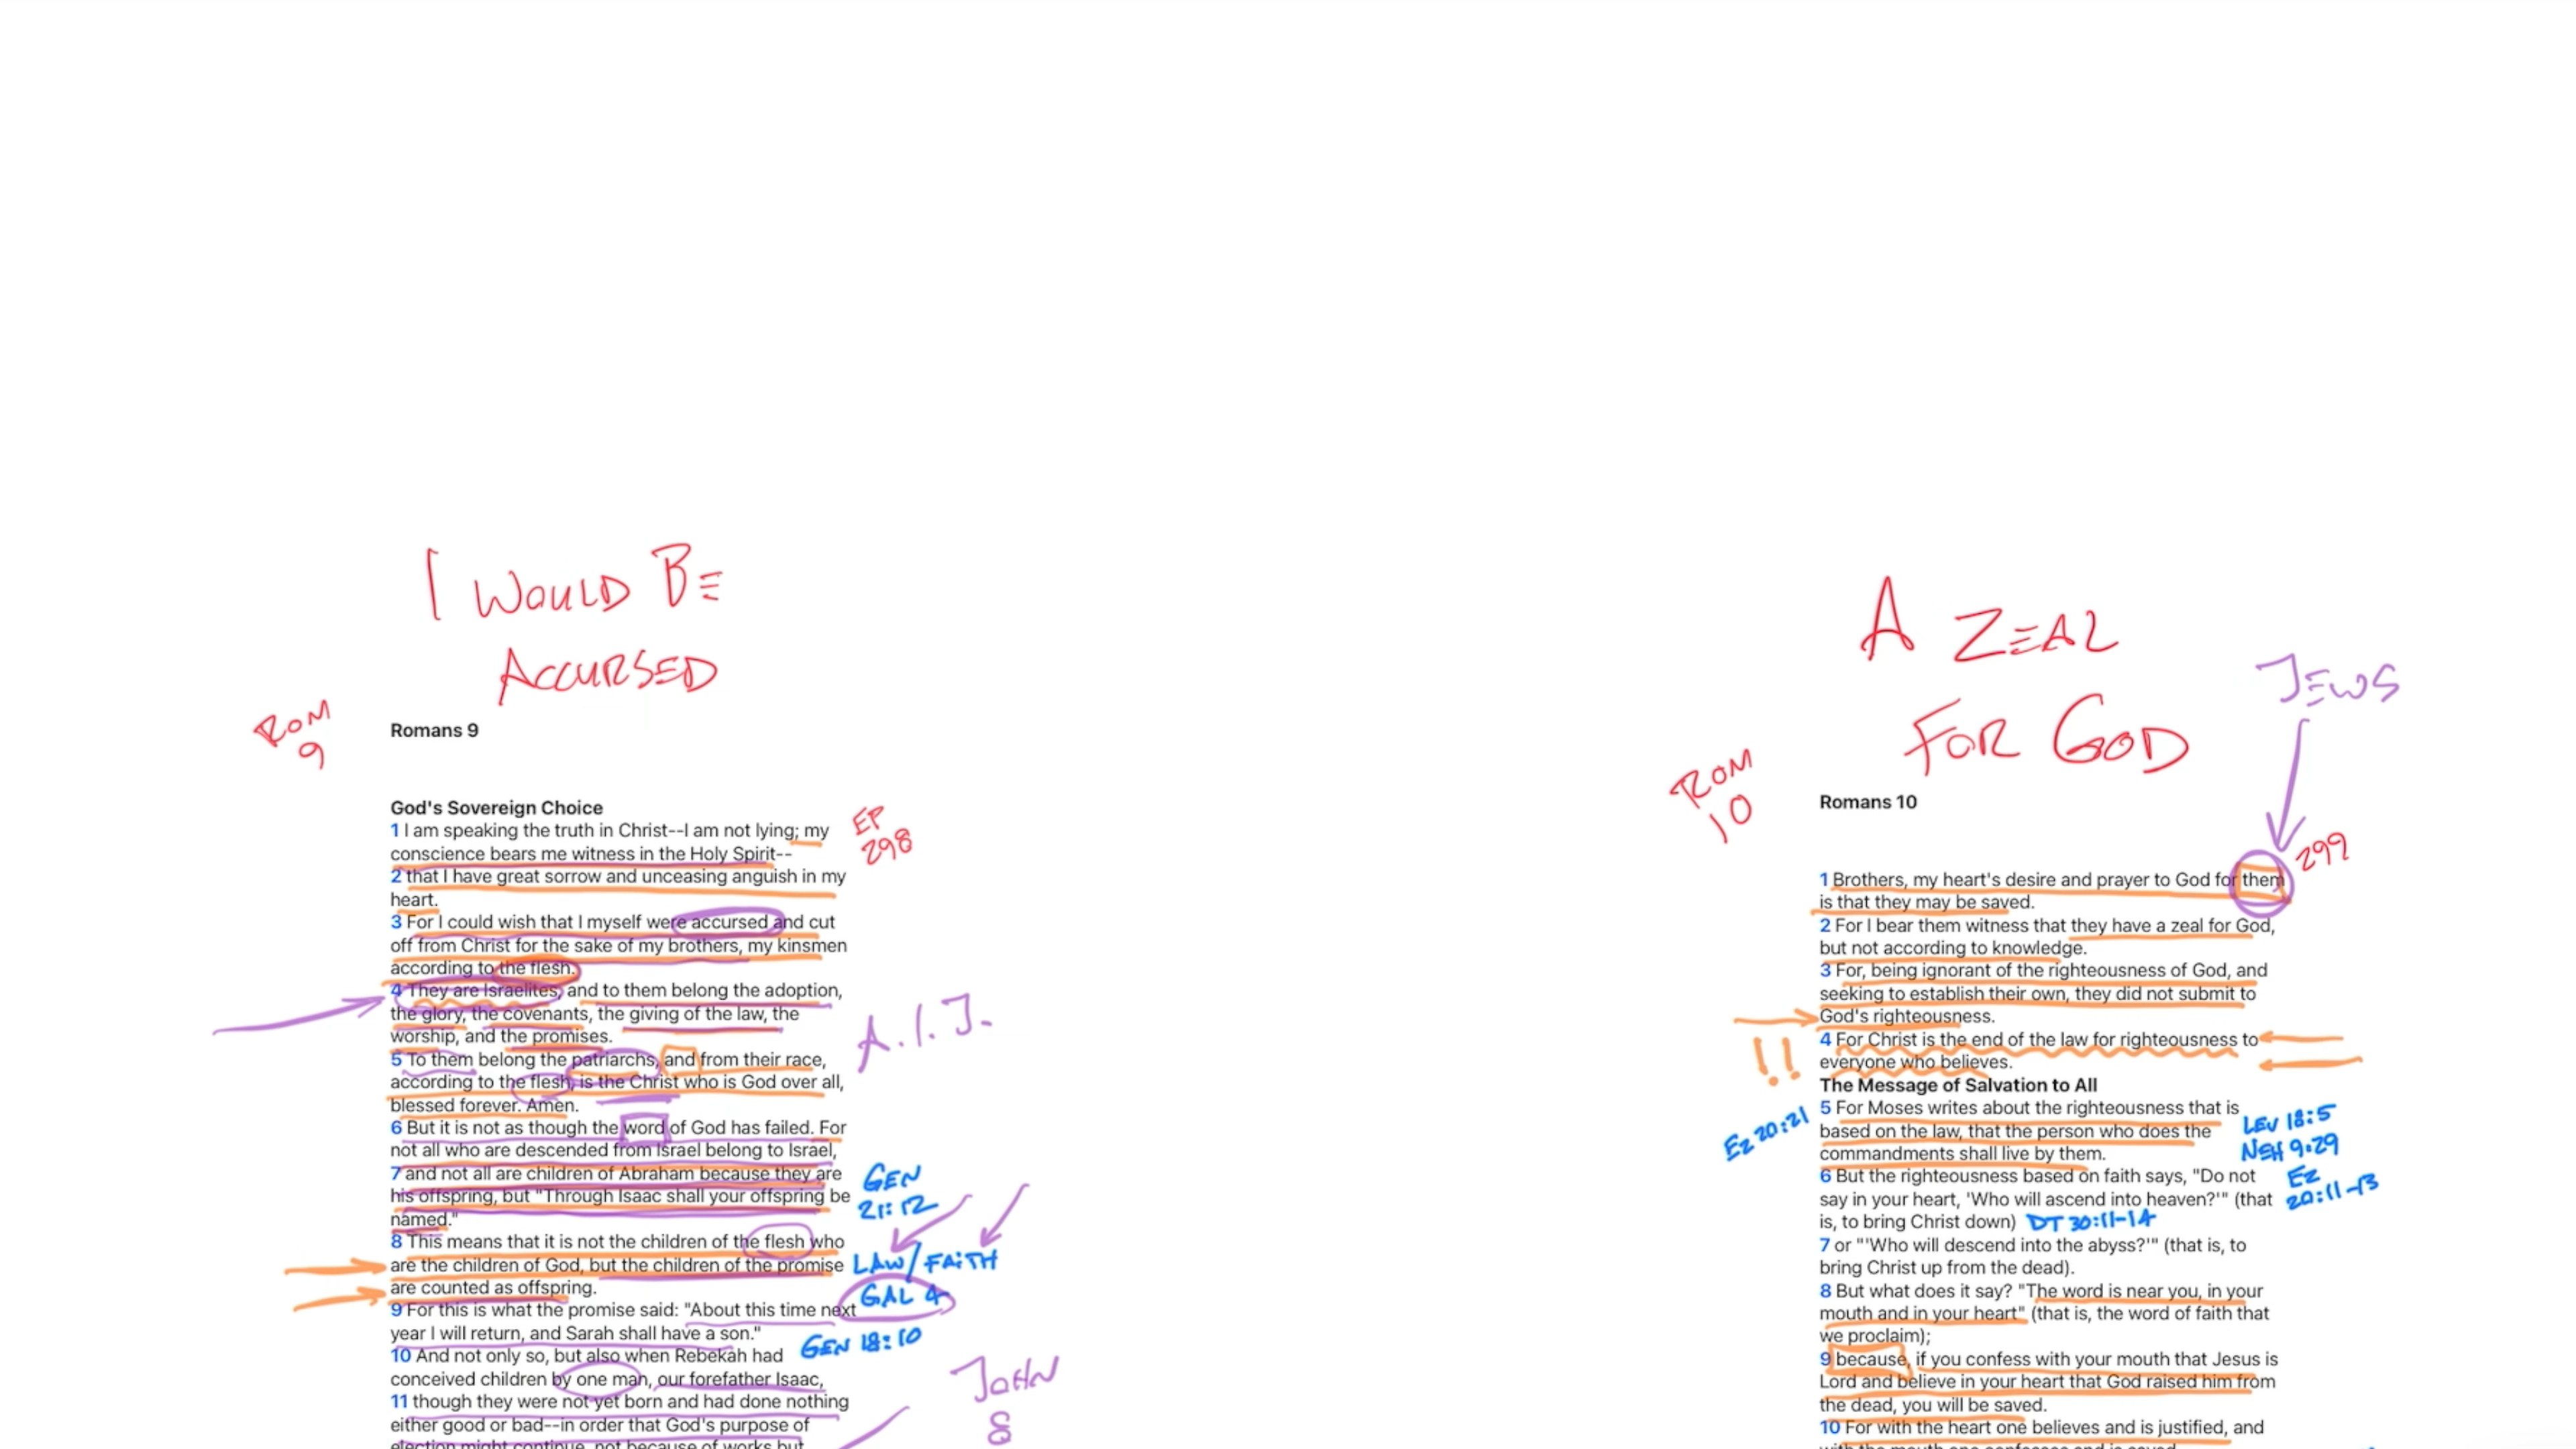 I WOULD BE
ACCURSED
ROM
9
Romans 9
God's Sovereign Choice
1 I am speaking the truth in Christ--I am not lying; my
conscience bears me witness in the Holy Spirit--
2 that I have great sorrow and unceasing anguish in my
heart.
3 For I could wish that I myself were accursed and cut
off from Christ for the sake of my brothers, my kinsmen
according to the flesh.
4 They are Israelites, and to them belong the adoption,
the glory, the covenants, the giving of the law, the
worship, and the promises.
5 To them belong the patriarchs, and from their race,
according to the flesh, is the Christ who is God over all,
blessed forever. Amen.
6 But it is not as though the word of God has failed. For
not all who are descended from Israel belong to Israel,
7 and not all are children of Abraham because they are
his offspring, but "Through Isaac shall your offspring be
named."
8 This means that it is not the children of the flesh who
are the children of God, but the children of the promise
are counted as offspring.
9 For this is what the promise said: "About this time next
year I will return, and Sarah shall have a son."
10 And not only so, but also when Rebekah had
conceived children by one man, our forefather Isaac,
11 though they were not yet born and had done nothing
either good or bad--in order that God's purpose of
election might continue, not because of works but
EP
298
A.I.J.
GEN
21:12
LAW/FAITH
GAL 4
GEN 18:10
JOHN
8
A ZEAL
FOR GOD
JEWS
ROM
10
Romans 10
299
1 Brothers, my heart's desire and prayer to God for them
is that they may be saved.
2 For I bear them witness that they have a zeal for God,
but not according to knowledge.
3 For, being ignorant of the righteousness of God, and
seeking to establish their own, they did not submit to
God's righteousness.
4 For Christ is the end of the law for righteousness to
everyone who believes.
!!
The Message of Salvation to All
5 For Moses writes about the righteousness that is
based on the law, that the person who does the
commandments shall live by them.
6 But the righteousness based on faith says, "Do not
say in your heart, 'Who will ascend into heaven?'" (that
is, to bring Christ down) DT 30:11-14
7 or "'Who will descend into the abyss?'" (that is, to
bring Christ up from the dead).
8 But what does it say? "The word is near you, in your
mouth and in your heart" (that is, the word of faith that
we proclaim);
9 because, if you confess with your mouth that Jesus is
Lord and believe in your heart that God raised him from
the dead, you will be saved.
10 For with the heart one believes and is justified, and
with the mouth one confesses and is saved.
EZ 20:21
LEV 18:5
NEH 9:29
EZ
20:11-13